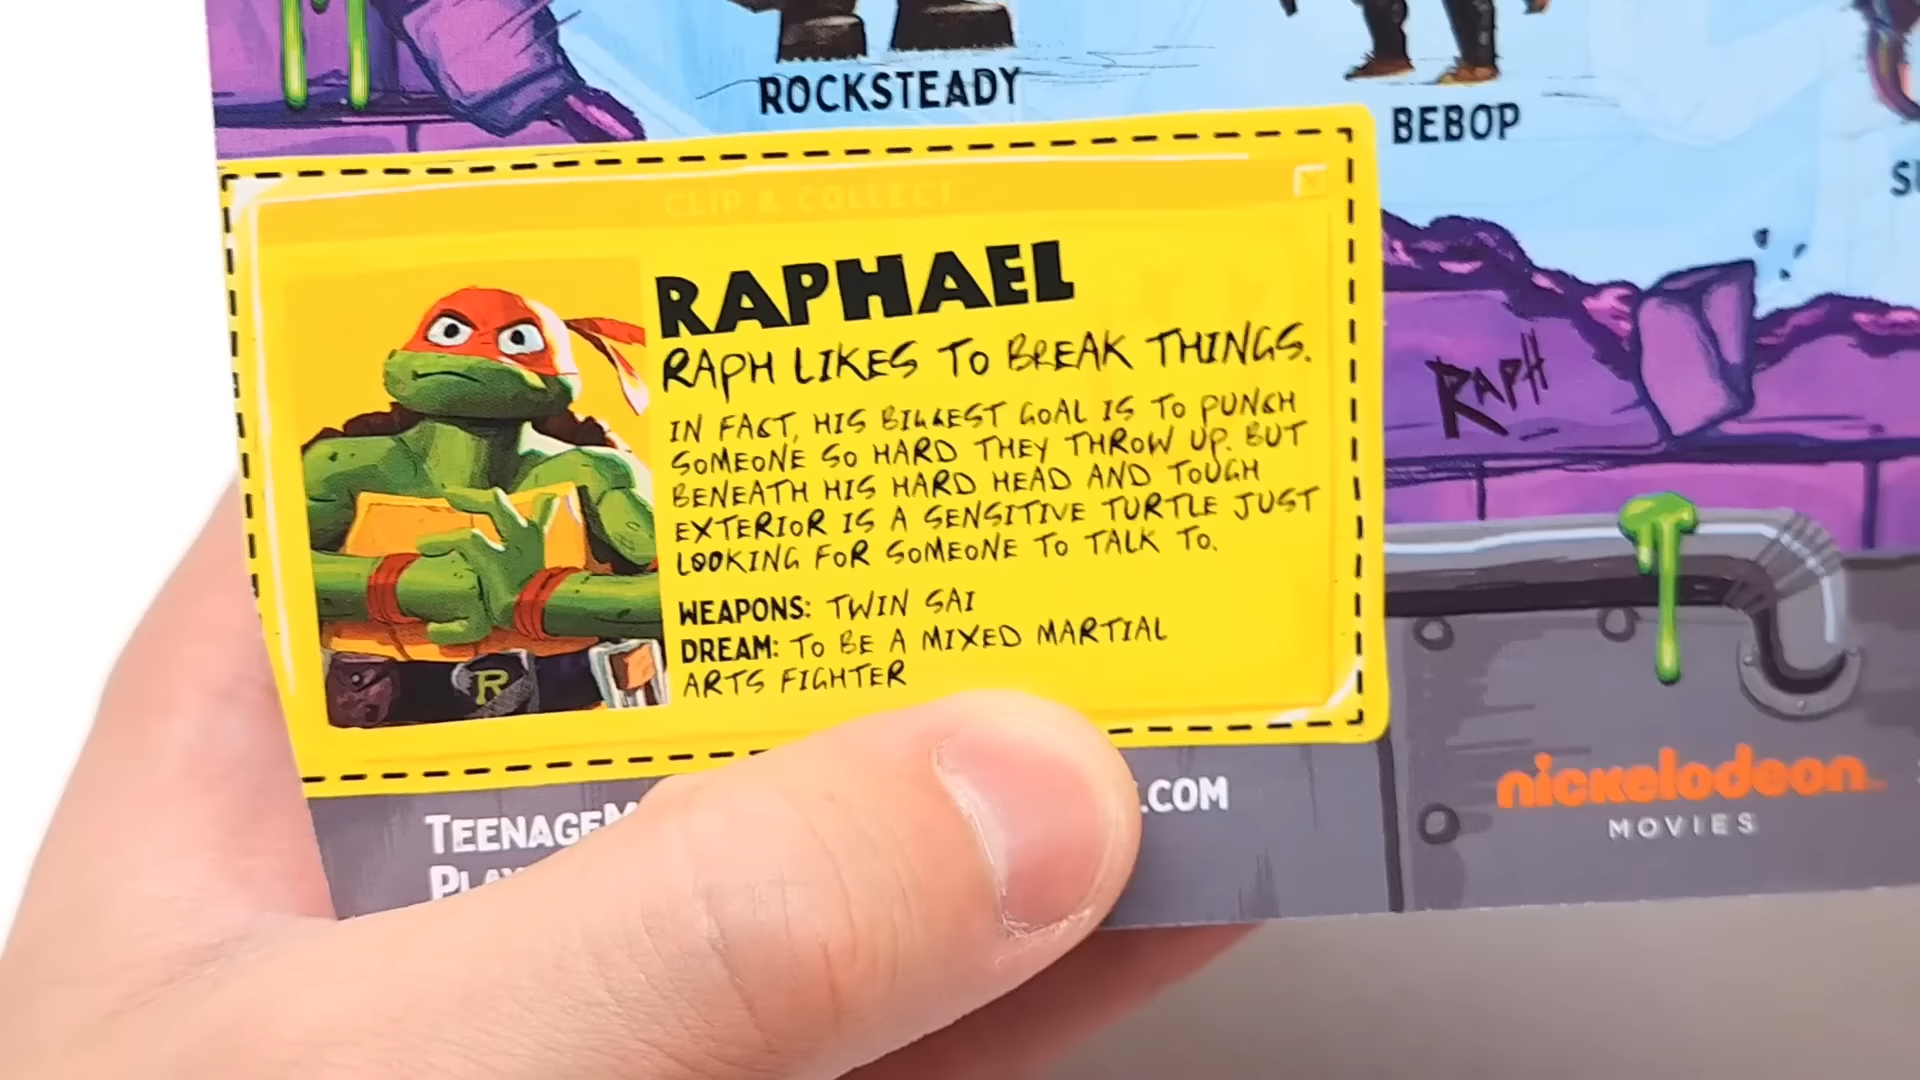 ROCKSTEADY
BEBOP
CLIP & COLLECT
RAPHAEL
RAPH LIKES TO BREAK THINGS.
IN FACT, HIS BIGGEST GOAL IS TO PUNCH
SOMEONE SO HARD THEY THROW UP. BUT
BENEATH HIS HARD HEAD AND TOUGH
EXTERIOR IS A SENSITIVE TURTLE JUST
LOOKING FOR SOMEONE TO TALK TO.
WEAPONS: TWIN SAI
DREAM: TO BE A MIXED MARTIAL
ARTS FIGHTER
R
RAPH
.COM
nickelodeon
MOVIES